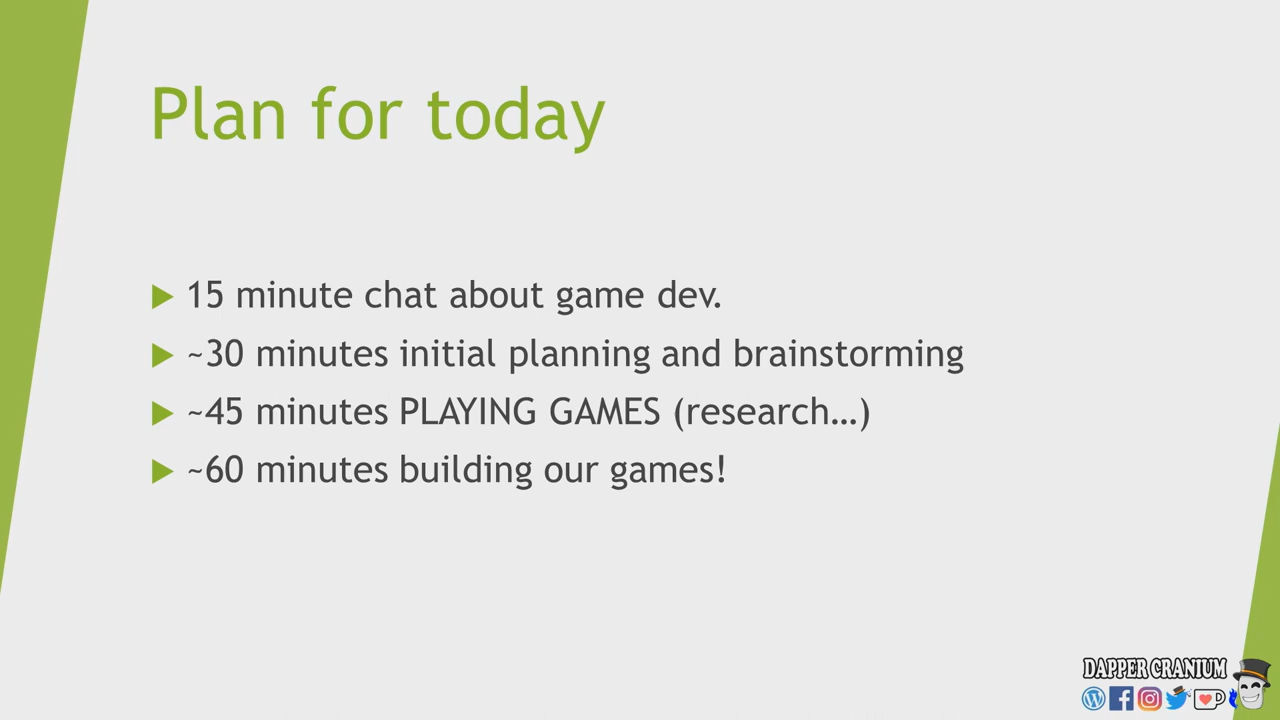 Plan for today
15 minute chat about game dev.
~30 minutes initial planning and brainstorming
~45 minutes PLAYING GAMES (research…)
~60 minutes building our games!
DAPPER CRANIUM